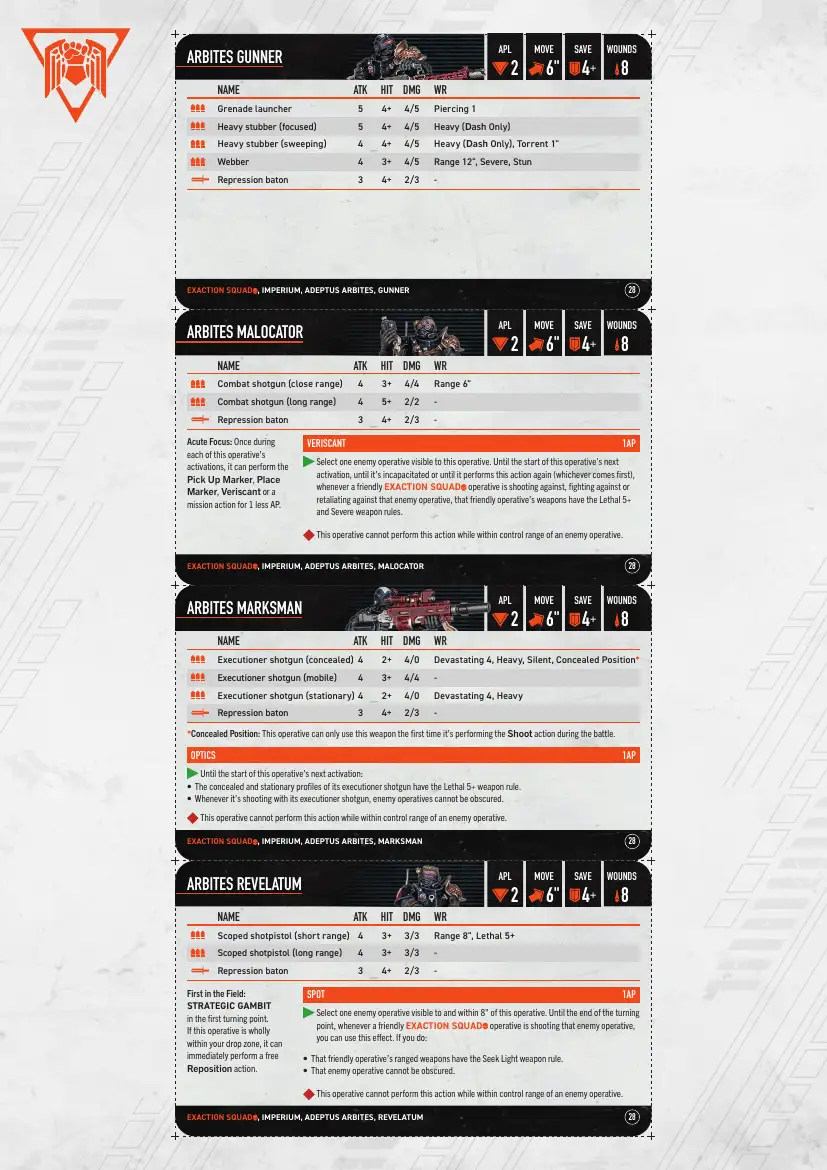 ARBITES GUNNER
APL MOVE SAVE WOUNDS
2 6" 4+ 8
NAME ATK HIT DMG WR
Grenade launcher 5 4+ 4/5 Piercing 1
Heavy stubber (focused) 5 4+ 4/5 Heavy (Dash Only)
Heavy stubber (sweeping) 4 4+ 4/5 Heavy (Dash Only), Torrent 1"
Webber 4 3+ 4/5 Range 12", Severe, Stun
Repression baton 3 4+ 2/3 -
EXACTION SQUAD, IMPERIUM, ADEPTUS ARBITES, GUNNER 28
ARBITES MALOCATOR
APL MOVE SAVE WOUNDS
2 6" 4+ 8
NAME ATK HIT DMG WR
Combat shotgun (close range) 4 3+ 4/4 Range 6"
Combat shotgun (long range) 4 5+ 2/2 -
Repression baton 3 4+ 2/3 -
Acute Focus: Once during
each of this operative's
activations, it can perform the
Pick Up Marker, Place
Marker, Veriscant or a
mission action for 1 less AP.
VERISCANT 1AP
Select one enemy operative visible to this operative. Until the start of this operative's next
activation, until it's incapacitated or until it performs this action again (whichever comes first),
whenever a friendly EXACTION SQUAD operative is shooting against, fighting against or
retaliating against that enemy operative, that friendly operative's weapons have the Lethal 5+
and Severe weapon rules.
This operative cannot perform this action while within control range of an enemy operative.
EXACTION SQUAD, IMPERIUM, ADEPTUS ARBITES, MALOCATOR 28
ARBITES MARKSMAN
APL MOVE SAVE WOUNDS
2 6" 4+ 8
NAME ATK HIT DMG WR
Executioner shotgun (concealed) 4 2+ 4/0 Devastating 4, Heavy, Silent, Concealed Position*
Executioner shotgun (mobile) 4 3+ 4/4 -
Executioner shotgun (stationary) 4 2+ 4/0 Devastating 4, Heavy
Repression baton 3 4+ 2/3 -
*Concealed Position: This operative can only use this weapon the first time it's performing the Shoot action during the battle.
OPTICS 1AP
Until the start of this operative's next activation:
• The concealed and stationary profiles of its executioner shotgun have the Lethal 5+ weapon rule.
• Whenever it's shooting with its executioner shotgun, enemy operatives cannot be obscured.
This operative cannot perform this action while within control range of an enemy operative.
EXACTION SQUAD, IMPERIUM, ADEPTUS ARBITES, MARKSMAN 28
ARBITES REVELATUM
APL MOVE SAVE WOUNDS
2 6" 4+ 8
NAME ATK HIT DMG WR
Scoped shotpistol (short range) 4 3+ 3/3 Range 8", Lethal 5+
Scoped shotpistol (long range) 4 3+ 3/3 -
Repression baton 3 4+ 2/3 -
First in the Field:
STRATEGIC GAMBIT
in the first turning point.
If this operative is wholly
within your drop zone, it can
immediately perform a free
Reposition action.
SPOT 1AP
Select one enemy operative visible to and within 8" of this operative. Until the end of the turning
point, whenever a friendly EXACTION SQUAD operative is shooting that enemy operative,
you can use this effect. If you do:
• That friendly operative's ranged weapons have the Seek Light weapon rule.
• That enemy operative cannot be obscured.
This operative cannot perform this action while within control range of an enemy operative.
EXACTION SQUAD, IMPERIUM, ADEPTUS ARBITES, REVELATUM 28